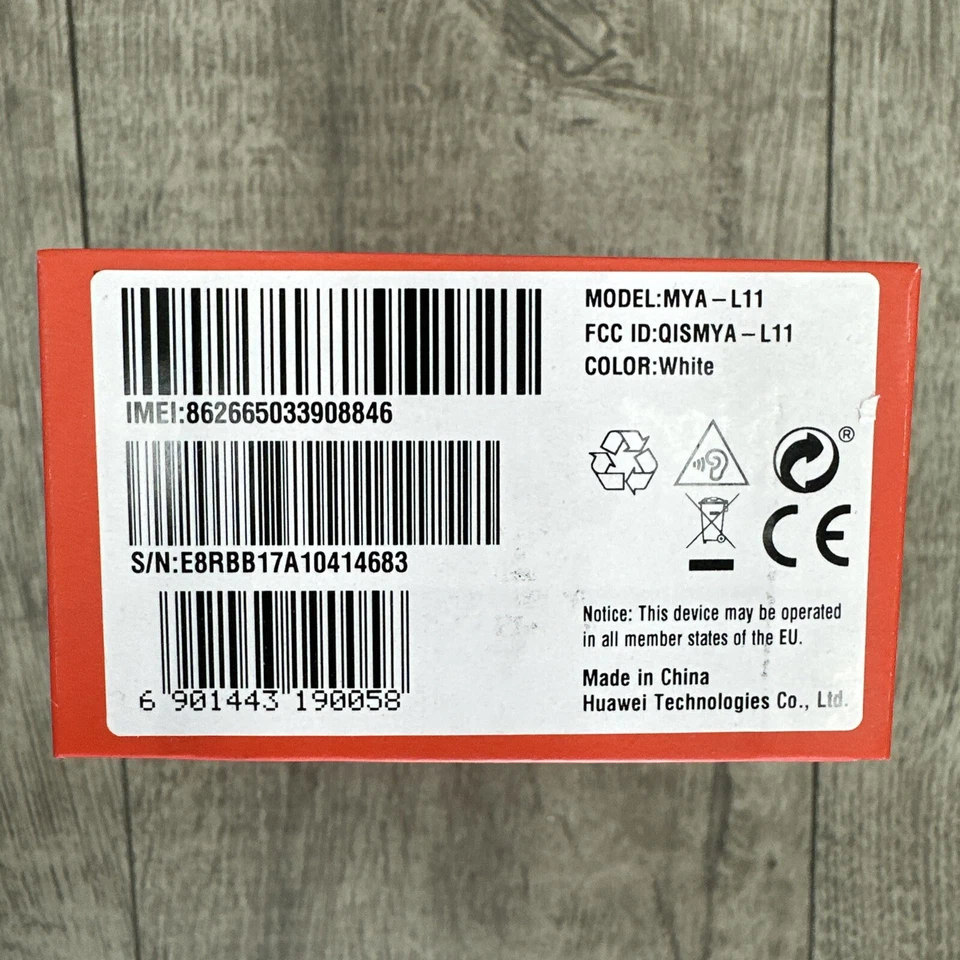 IMEI:862665033908846
S/N:E8RBB17A10414683
6 901443 190058
MODEL:MYA–L11
FCC ID:QISMYA–L11
COLOR:White
®
CE
Notice: This device may be operated
in all member states of the EU.
Made in China
Huawei Technologies Co., Ltd.